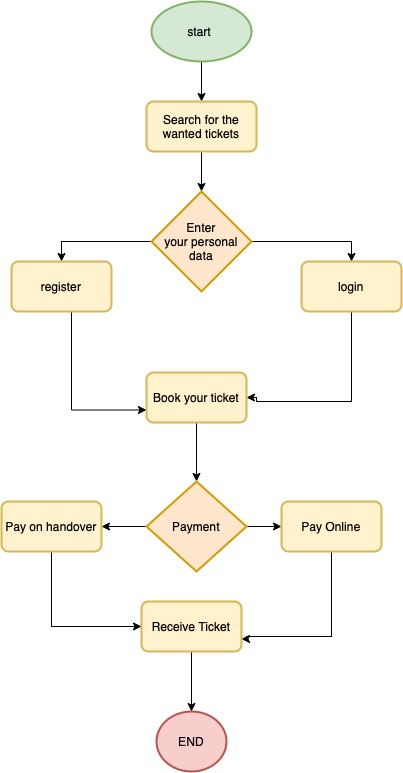 start
Search for the
wanted tickets
Enter
your personal
data
register
login
Book your ticket
Pay on handover
Payment
Pay Online
Receive Ticket
END